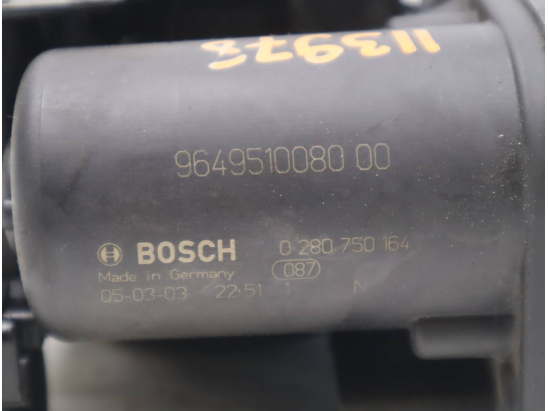 113978
9649510080 00
BOSCH 0 280 750 164
Made in Germany 087
05-03-03 22:51 1 N